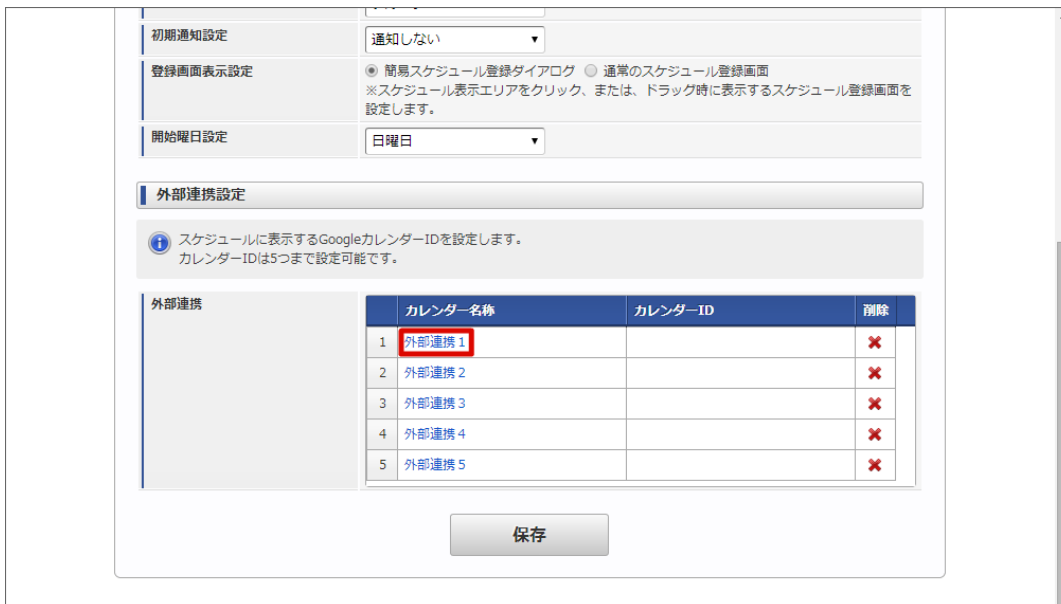 初期通知設定
通知しない
登録画面表示設定
簡易スケジュール登録ダイアログ 通常のスケジュール登録画面
※スケジュール表示エリアをクリック、または、ドラッグ時に表示するスケジュール登録画面を
設定します。
開始曜日設定
日曜日
外部連携設定
スケジュールに表示するGoogleカレンダーIDを設定します。
カレンダーIDは5つまで設定可能です。
外部連携
カレンダー名称 カレンダーID 削除
1 外部連携1
2 外部連携2
3 外部連携3
4 外部連携4
5 外部連携5
保存